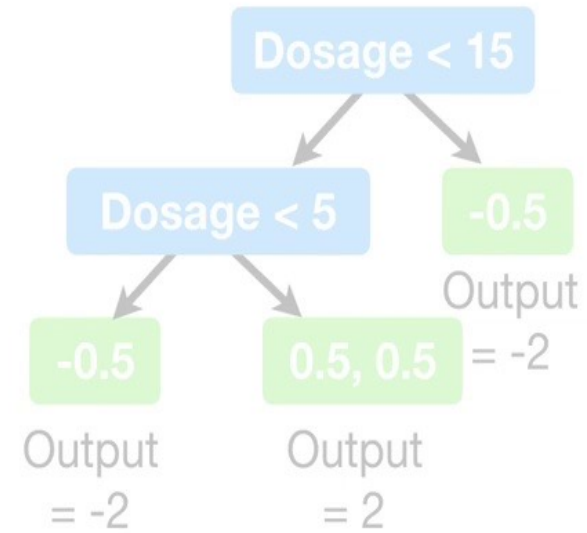 Dosage < 15
Dosage < 5
-0.5
Output
= -2
-0.5
0.5, 0.5
Output
= -2
Output
= 2